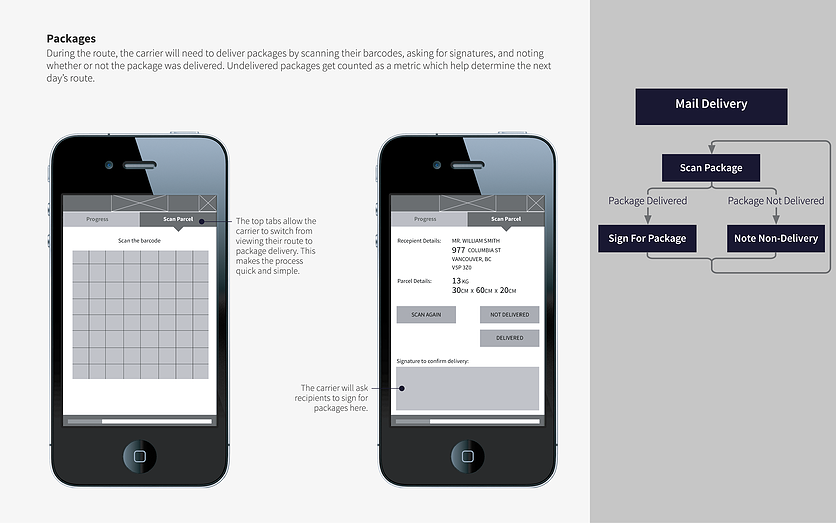 Packages
During the route, the carrier will need to deliver packages by scanning their barcodes, asking for signatures, and noting
whether or not the package was delivered. Undelivered packages get counted as a metric which help determine the next
day's route.
Progress
Scan Parcel
Scan the barcode
The top tabs allow the
carrier to switch from
viewing their route to
package delivery. This
makes the process
quick and simple.
Progress
Scan Parcel
Recepient Details:
MR. WILLIAM SMITH
977 COLUMBIA ST
VANCOUVER, BC
V5P 3Z0
Parcel Details:
13KG
30CM X 60CM X 20CM
SCAN AGAIN
NOT DELIVERED
DELIVERED
Signature to confirm delivery:
The carrier will ask
recipients to sign for
packages here.
Mail Delivery
Scan Package
Package Delivered
Package Not Delivered
Sign For Package
Note Non-Delivery